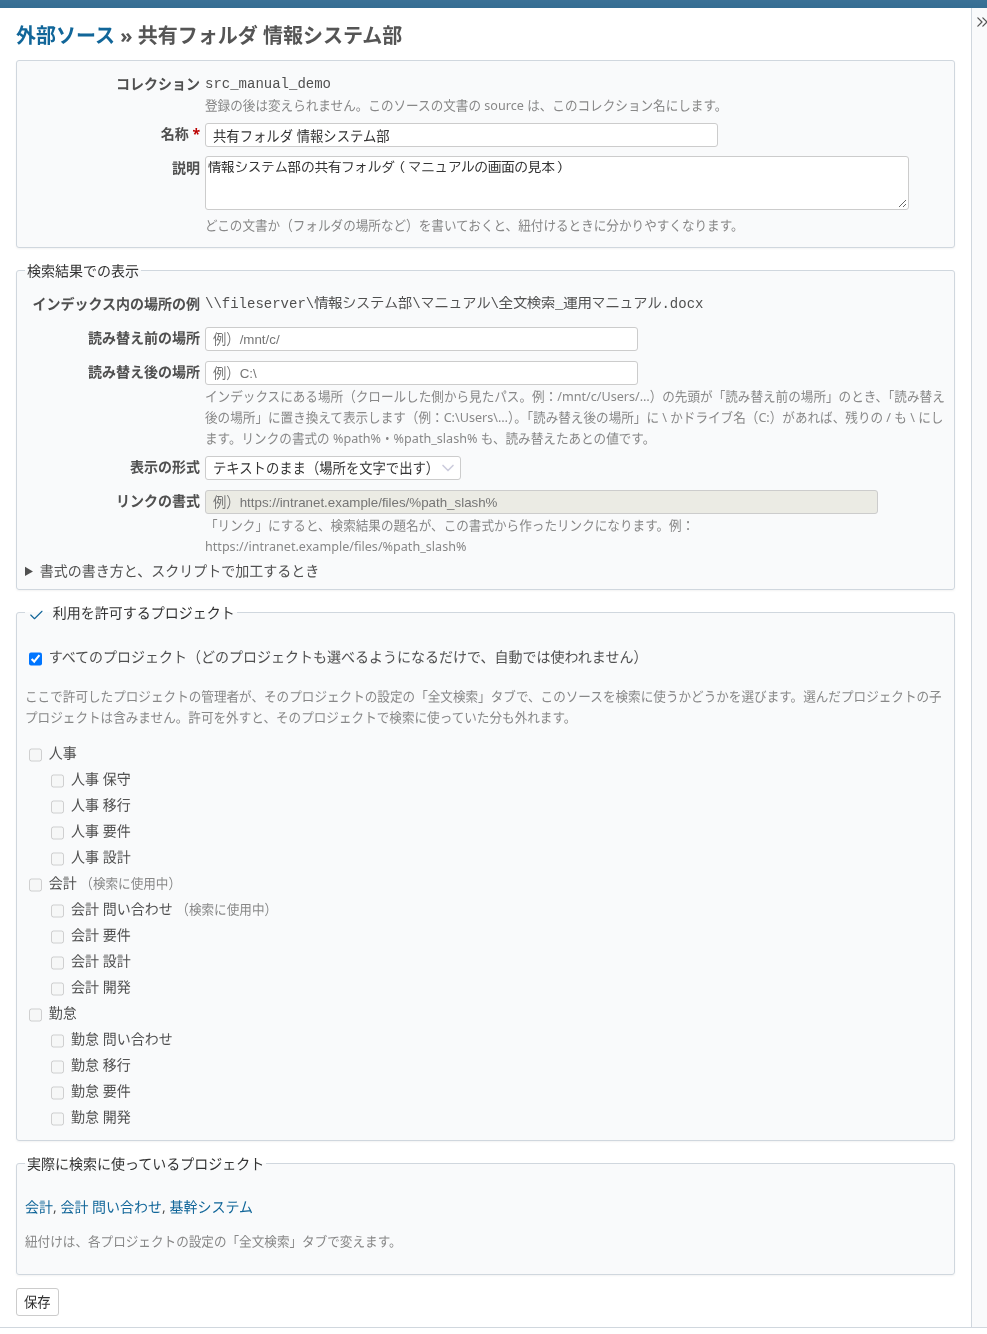 外部ソース » 共有フォルダ 情報システム部
コレクション src_manual_demo
登録の後は変えられません。このソースの文書の source は、このコレクション名にします。
名称 * 共有フォルダ 情報システム部
説明 情報システム部の共有フォルダ（マニュアルの画面の見本）
どこの文書か（フォルダの場所など）を書いておくと、紐付けるときに分かりやすくなります。
検索結果での表示
インデックス内の場所の例 \\fileserver\情報システム部\マニュアル\全文検索_運用マニュアル.docx
読み替え前の場所 例）/mnt/c/
読み替え後の場所 例）C:\
インデックスにある場所（クロールした側から見たパス。例：/mnt/c/Users/…）の先頭が「読み替え前の場所」のとき、「読み替え
後の場所」に置き換えて表示します（例：C:\Users\…）。「読み替え後の場所」に \ かドライブ名（C:）があれば、残りの / も \ にし
ます。リンクの書式の %path%・%path_slash% も、読み替えたあとの値です。
表示の形式 テキストのまま（場所を文字で出す）
リンクの書式 例）https://intranet.example/files/%path_slash%
「リンク」にすると、検索結果の題名が、この書式から作ったリンクになります。例：
https://intranet.example/files/%path_slash%
書式の書き方と、スクリプトで加工するとき
利用を許可するプロジェクト
すべてのプロジェクト（どのプロジェクトも選べるようになるだけで、自動では使われません）
ここで許可したプロジェクトの管理者が、そのプロジェクトの設定の「全文検索」タブで、このソースを検索に使うかどうかを選びます。選んだプロジェクトの子
プロジェクトは含みません。許可を外すと、そのプロジェクトで検索に使っていた分も外れます。
人事
人事 保守
人事 移行
人事 要件
人事 設計
会計 （検索に使用中）
会計 問い合わせ （検索に使用中）
会計 要件
会計 設計
会計 開発
勤怠
勤怠 問い合わせ
勤怠 移行
勤怠 要件
勤怠 開発
実際に検索に使っているプロジェクト
会計, 会計 問い合わせ, 基幹システム
紐付けは、各プロジェクトの設定の「全文検索」タブで変えます。
保存